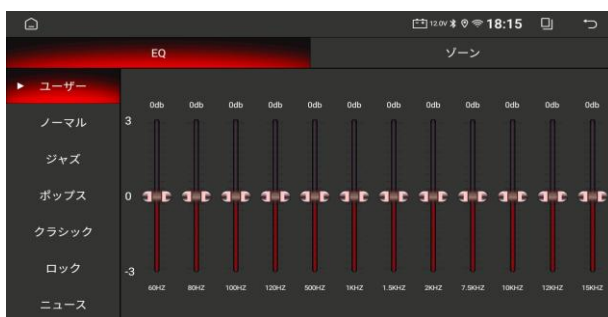 12.0V 18:15
EQ ゾーン
ユーザー
ノーマル
ジャズ
ポップス
クラシック
ロック
ニュース
0db 0db 0db 0db 0db 0db 0db 0db 0db 0db 0db 0db
3
0
-3
60HZ 80HZ 100HZ 120HZ 500HZ 1KHZ 1.5KHZ 2KHZ 7.5KHZ 10KHZ 12KHZ 15KHZ